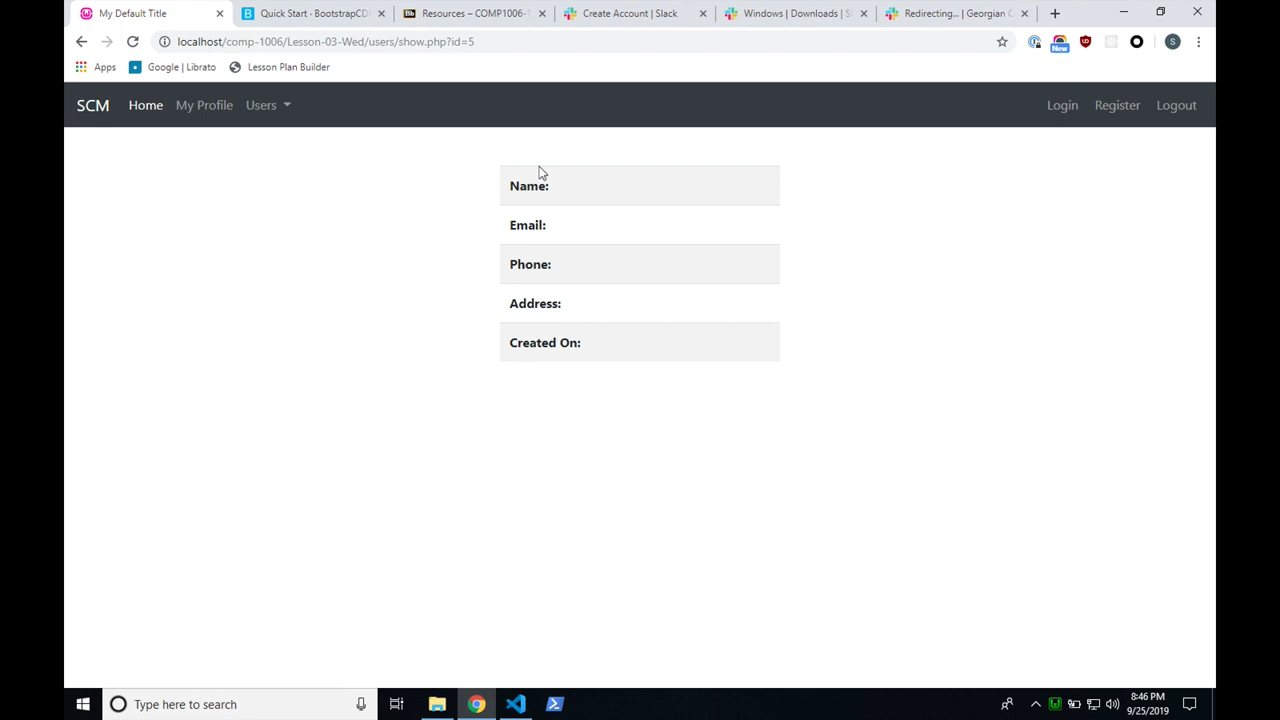 My Default Title
Quick Start · BootstrapCD
Resources – COMP1006-
Create Account | Slack
Windows | Downloads | S
Redirecting... | Georgian C
localhost/comp-1006/Lesson-03-Wed/users/show.php?id=5
New
S
Apps
Google | Librato
Lesson Plan Builder
SCM
Home
My Profile
Users
Login
Register
Logout
Name:
Email:
Phone:
Address:
Created On:
Type here to search
8:46 PM
9/25/2019